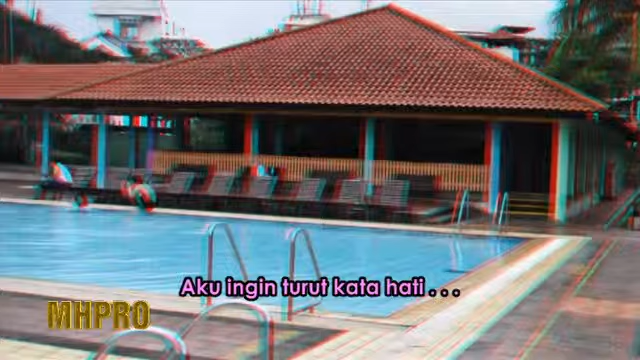 Aku ingin turut kata hati . . .
MHPRO